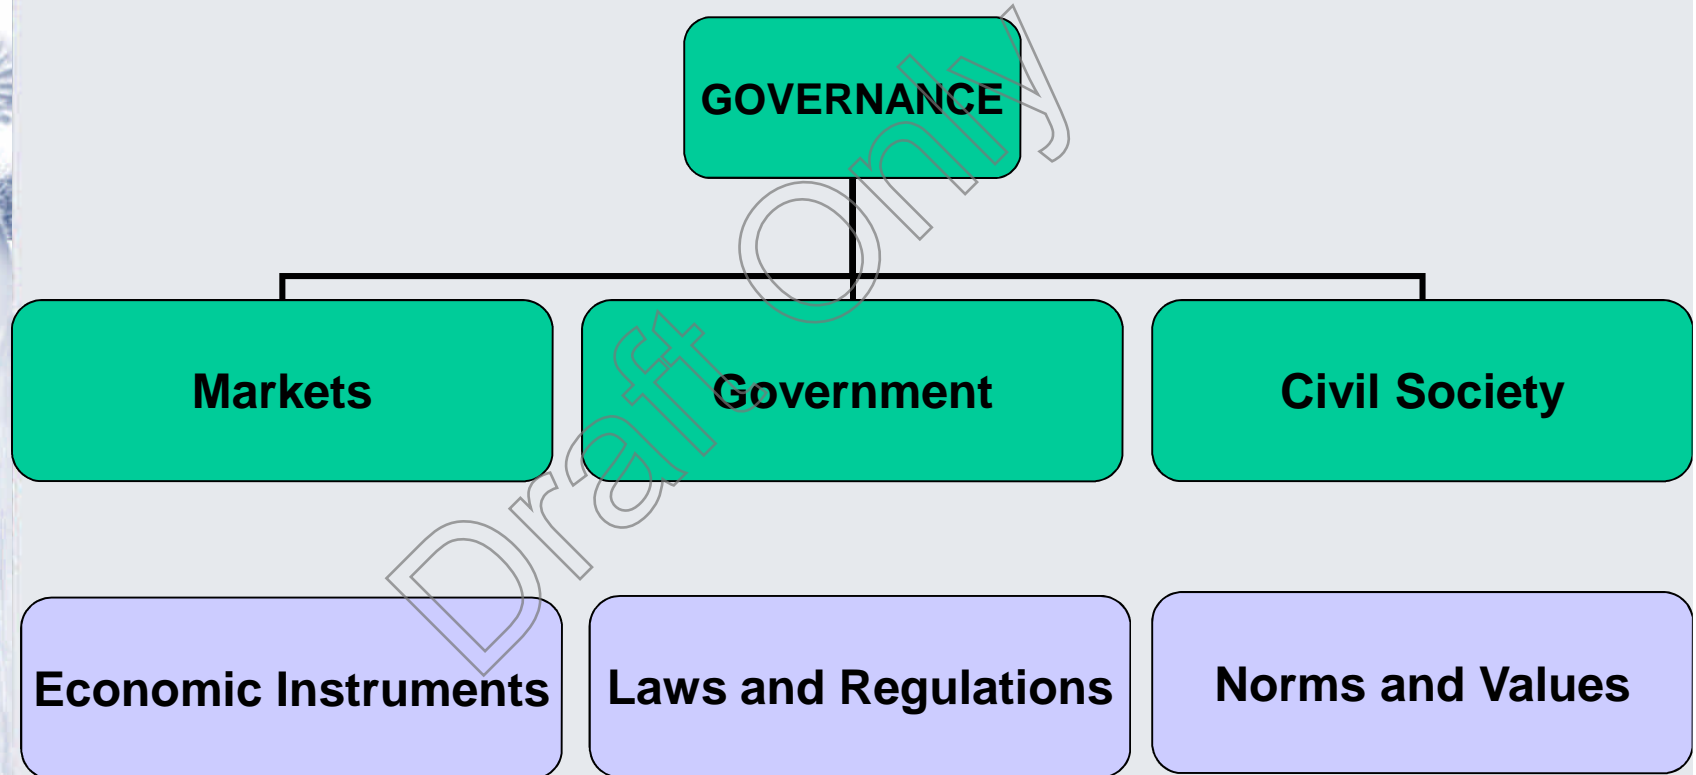 GOVERNANCE
Markets
Government
Civil Society
Draft Only
Economic Instruments
Laws and Regulations
Norms and Values